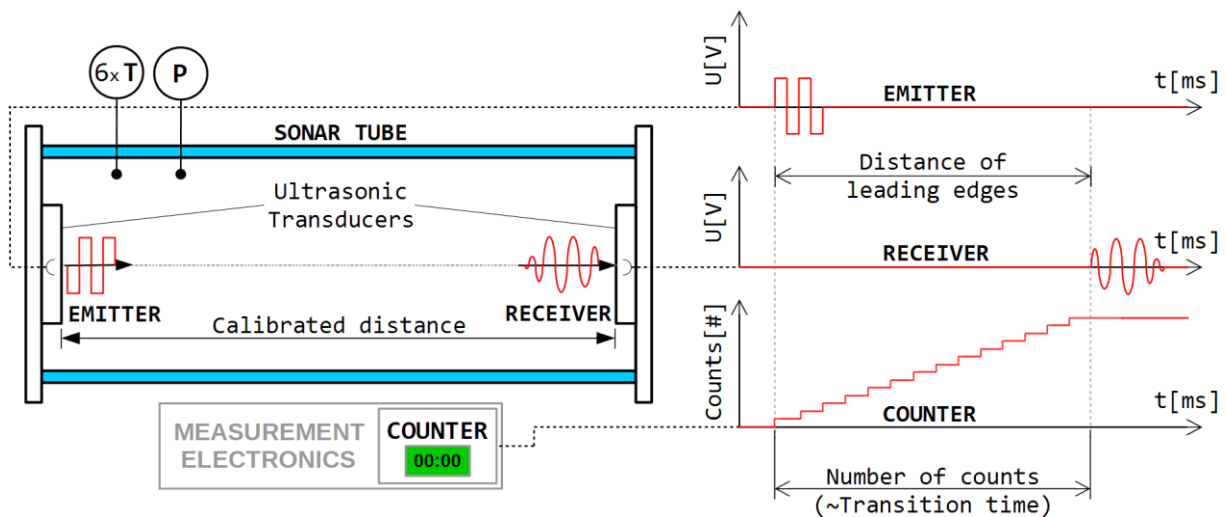 6x T
P
SONAR TUBE
Ultrasonic
Transducers
EMITTER
RECEIVER
Calibrated distance
MEASUREMENT
ELECTRONICS
COUNTER
00:00
U[V]
EMITTER
t[ms]
Distance of
leading edges
U[V]
RECEIVER
t[ms]
Counts[#]
COUNTER
t[ms]
Number of counts
(~Transition time)